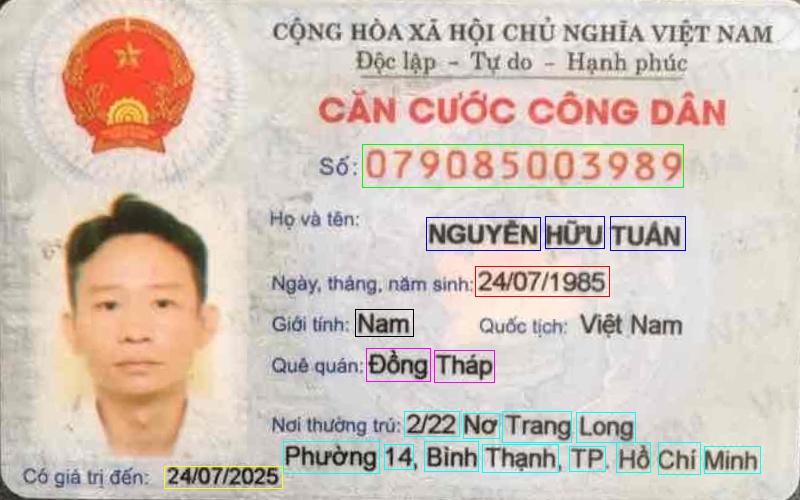 CỘNG HÒA XÃ HỘI CHỦ NGHĨA VIỆT NAM
Độc lập - Tự do - Hạnh phúc
CĂN CƯỚC CÔNG DÂN
Số: 079085003989
Họ và tên:
NGUYỄN HỮU TUÂN
Ngày, tháng, năm sinh: 24/07/1985
Giới tính: Nam Quốc tịch: Việt Nam
Quê quán: Đồng Tháp
Nơi thường trú: 2/22 Nơ Trang Long
Phường 14, Bình Thạnh, TP. Hồ Chí Minh
Có giá trị đến: 24/07/2025